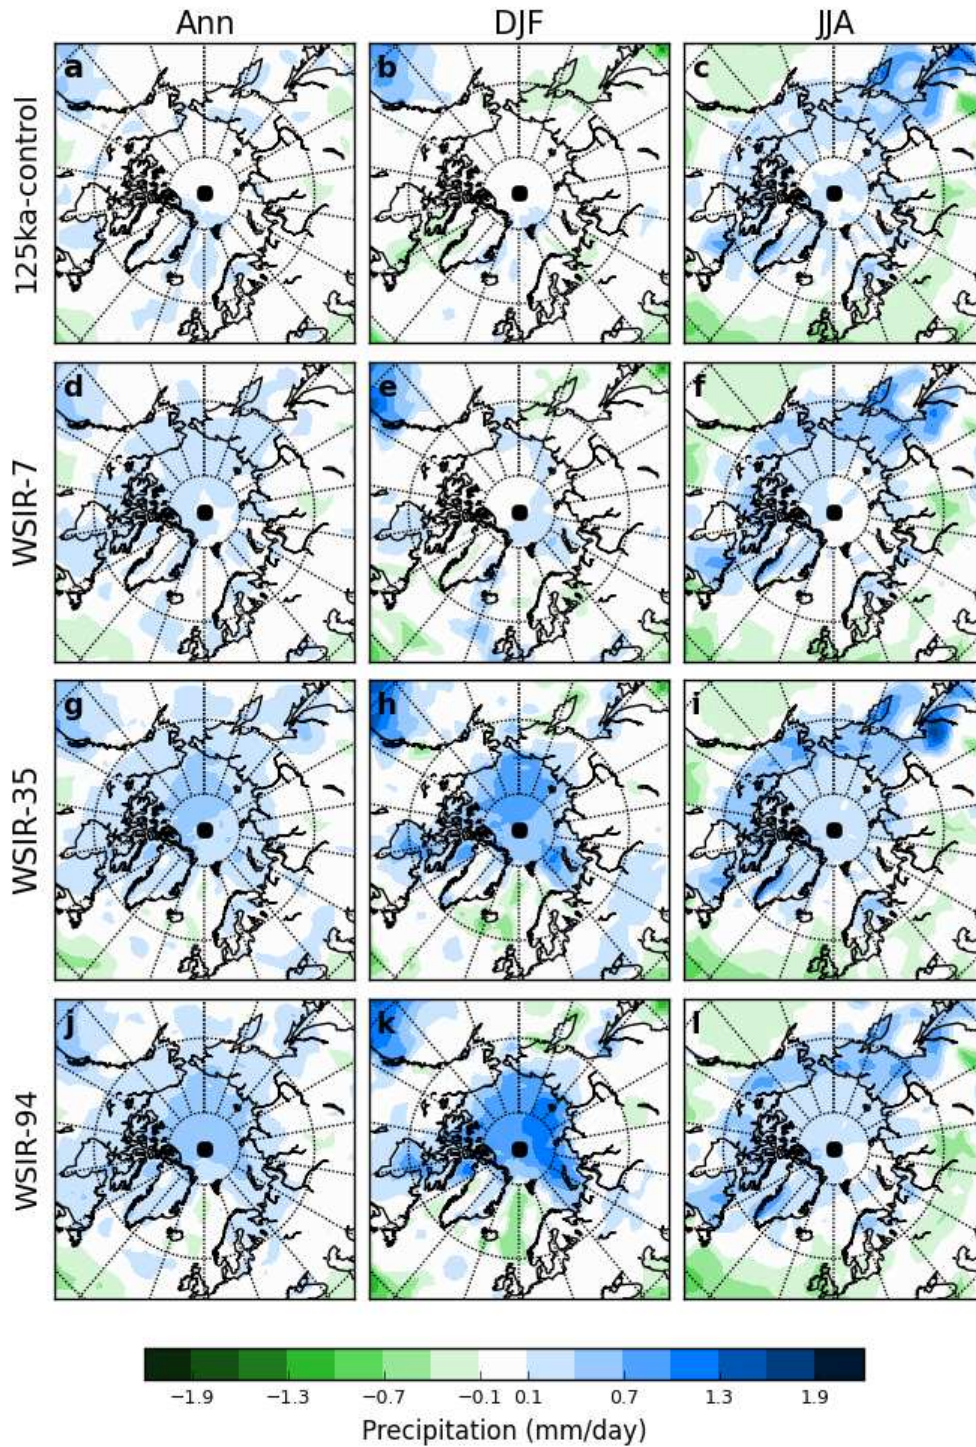 Ann DJF JJA
125ka-control
a b c
WSIR-7
d e f
WSIR-35
g h i
WSIR-94
j k l
−1.9 −1.3 −0.7 −0.1 0.1 0.7 1.3 1.9
Precipitation (mm/day)